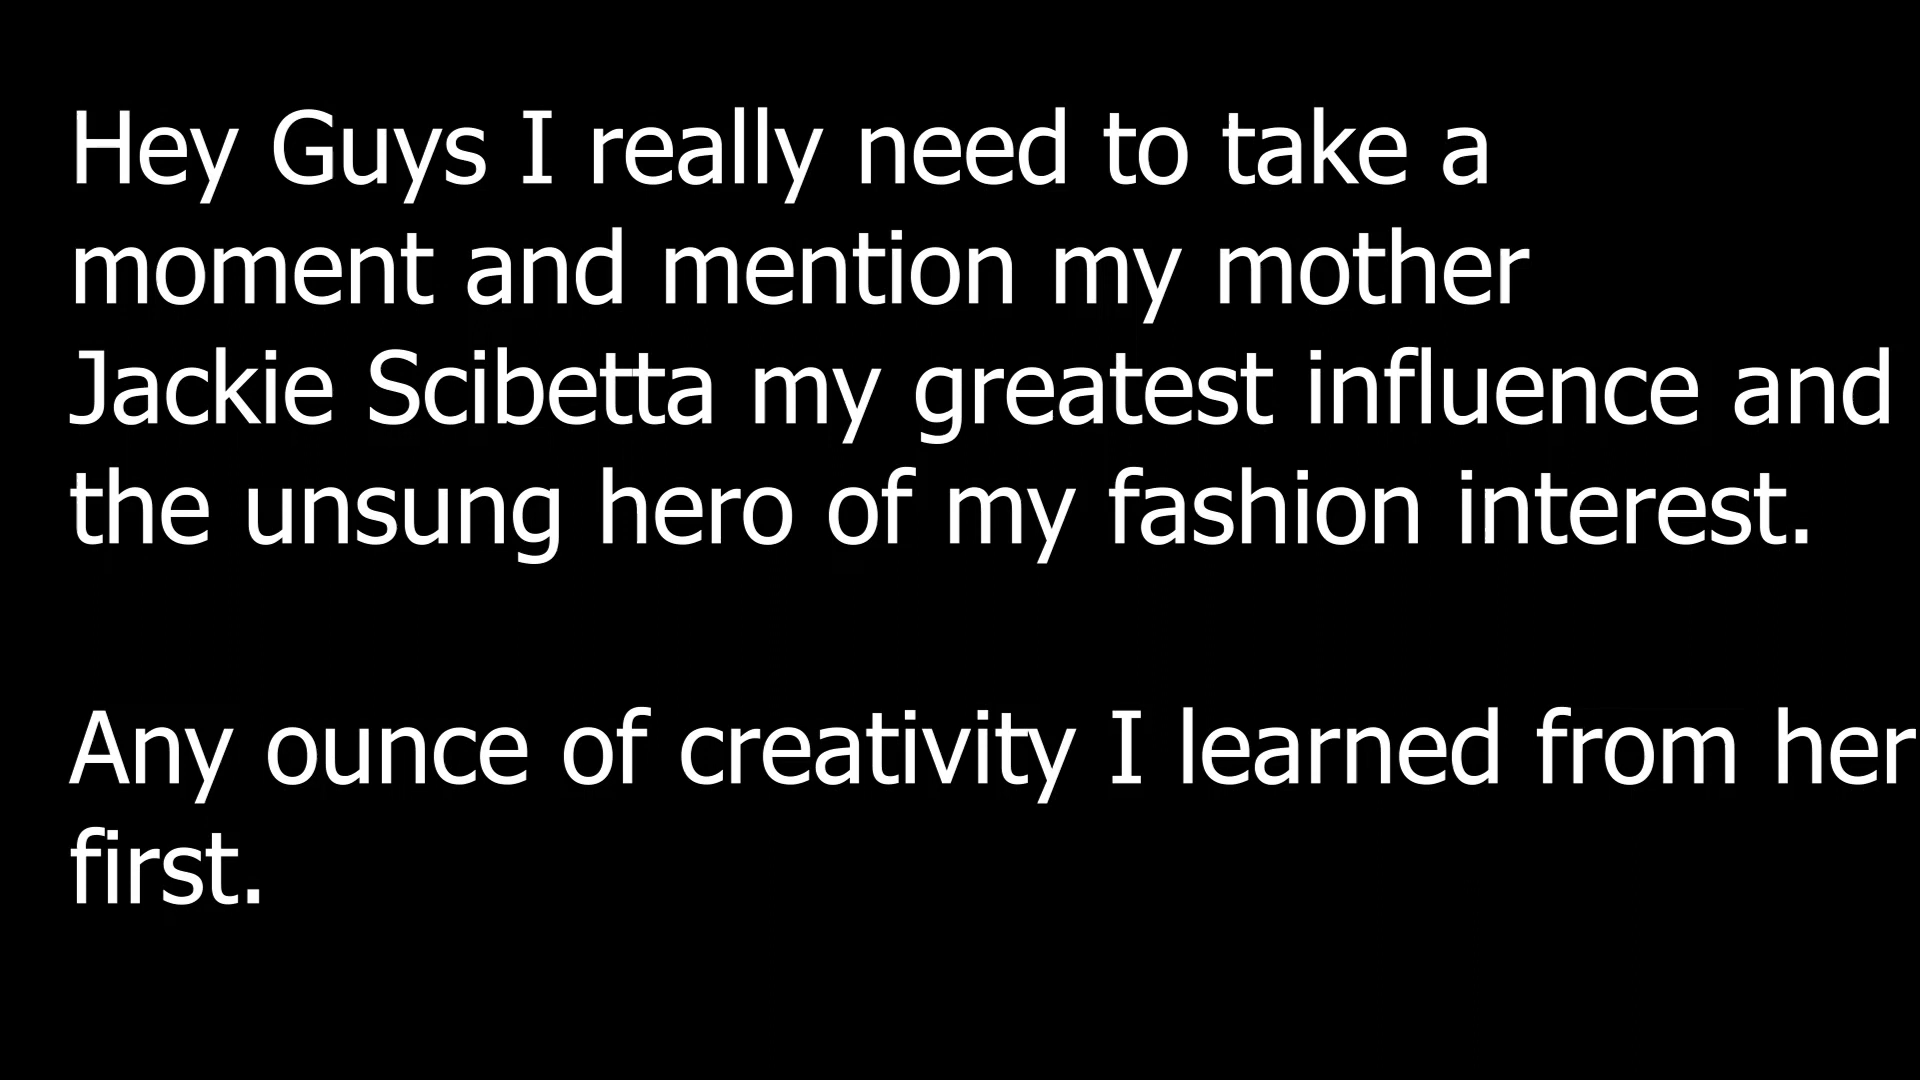 Hey Guys I really need to take a
moment and mention my mother
Jackie Scibetta my greatest influence and
the unsung hero of my fashion interest.
Any ounce of creativity I learned from her
first.